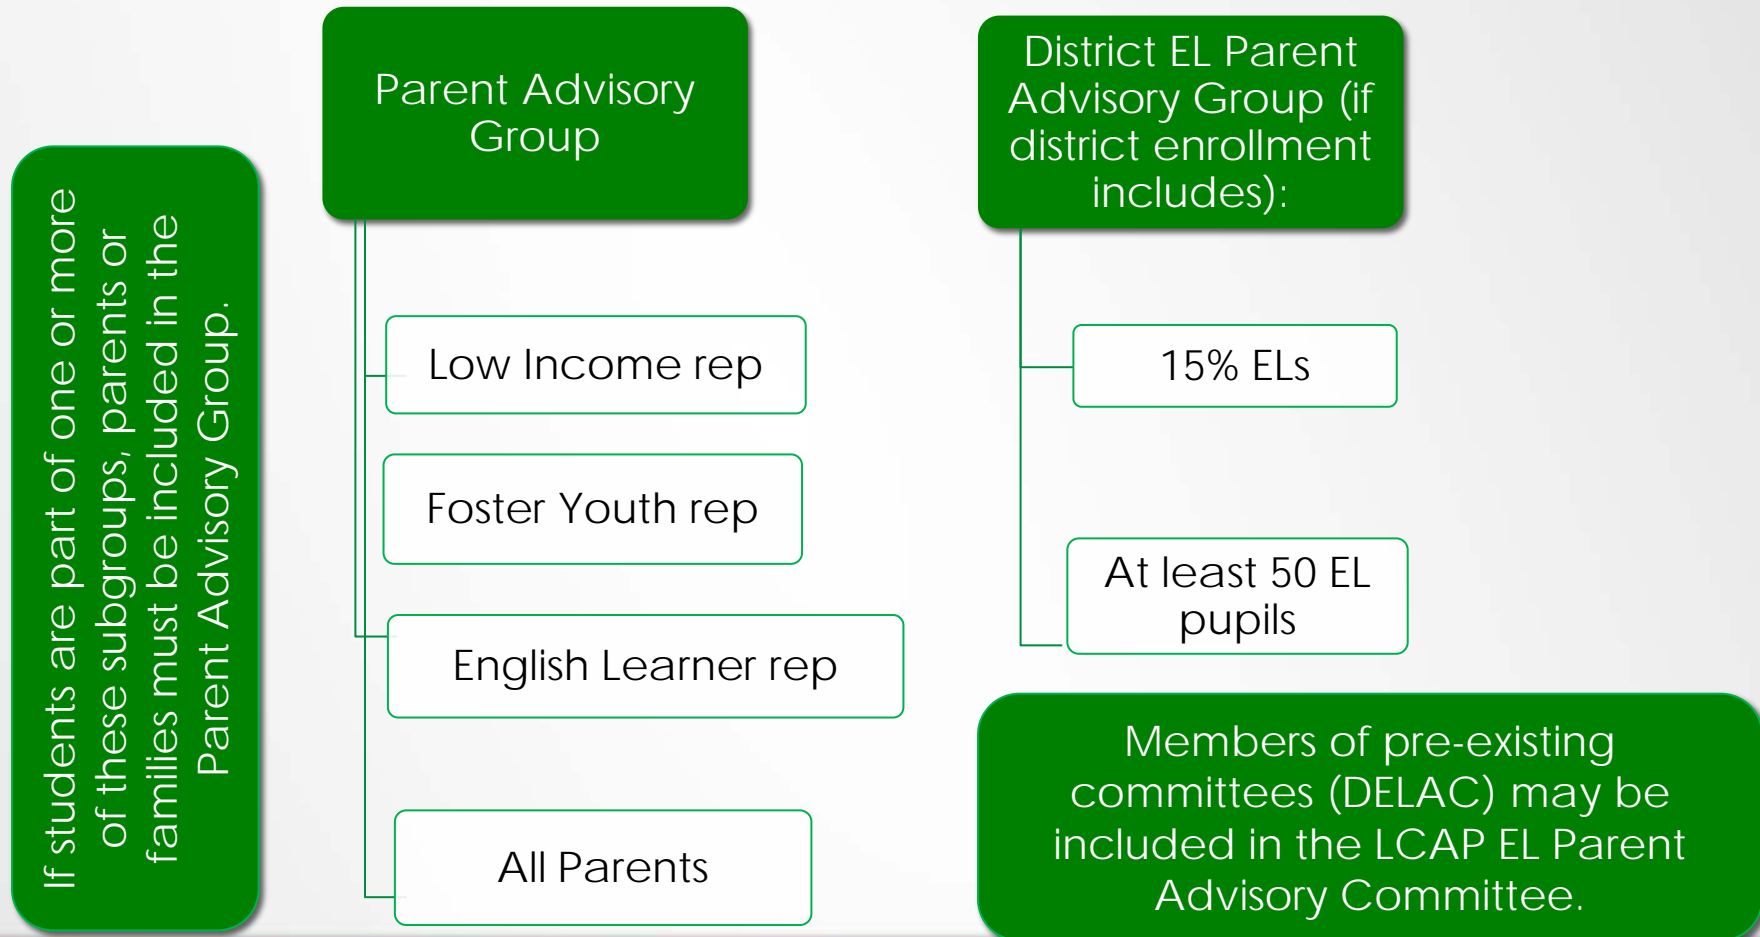 If students are part of one or more
of these subgroups, parents or
families must be included in the
Parent Advisory Group.
Parent Advisory
Group
Low Income rep
Foster Youth rep
English Learner rep
All Parents
District EL Parent
Advisory Group (if
district enrollment
includes):
15% ELs
At least 50 EL
pupils
Members of pre-existing
committees (DELAC) may be
included in the LCAP EL Parent
Advisory Committee.